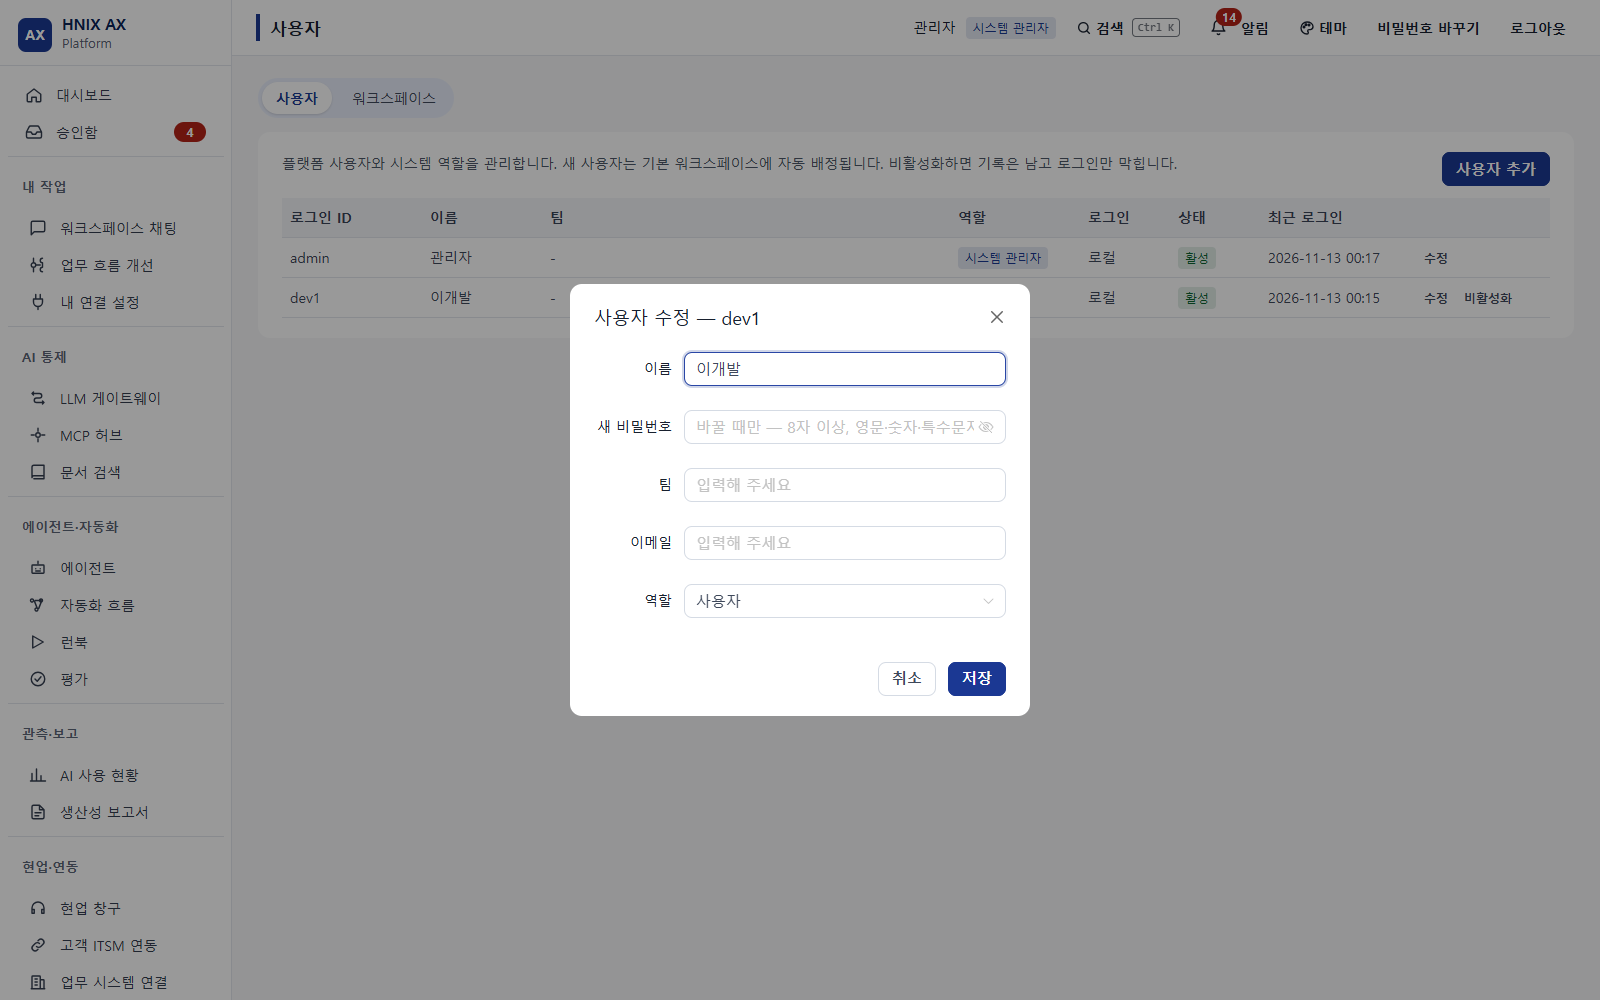 AX
HNIX AX
Platform
대시보드
승인함
4
내 작업
워크스페이스 채팅
업무 흐름 개선
내 연결 설정
AI 통제
LLM 게이트웨이
MCP 허브
문서 검색
에이전트·자동화
에이전트
자동화 흐름
런북
평가
관측·보고
AI 사용 현황
생산성 보고서
현업·연동
현업 창구
고객 ITSM 연동
업무 시스템 연결
사용자
관리자
시스템 관리자
검색
Ctrl K
14
알림
테마
비밀번호 바꾸기
로그아웃
사용자
워크스페이스
플랫폼 사용자와 시스템 역할을 관리합니다. 새 사용자는 기본 워크스페이스에 자동 배정됩니다. 비활성화하면 기록은 남고 로그인만 막힙니다.
사용자 추가
로그인 ID 이름 팀 역할 로그인 상태 최근 로그인
admin 관리자 - 시스템 관리자 로컬 활성 2026-11-13 00:17 수정
dev1 이개발 - 로컬 활성 2026-11-13 00:15 수정 비활성화
사용자 수정 — dev1
이름 이개발
새 비밀번호 바꿀 때만 — 8자 이상, 영문·숫자·특수문자
팀 입력해 주세요
이메일 입력해 주세요
역할 사용자
취소
저장